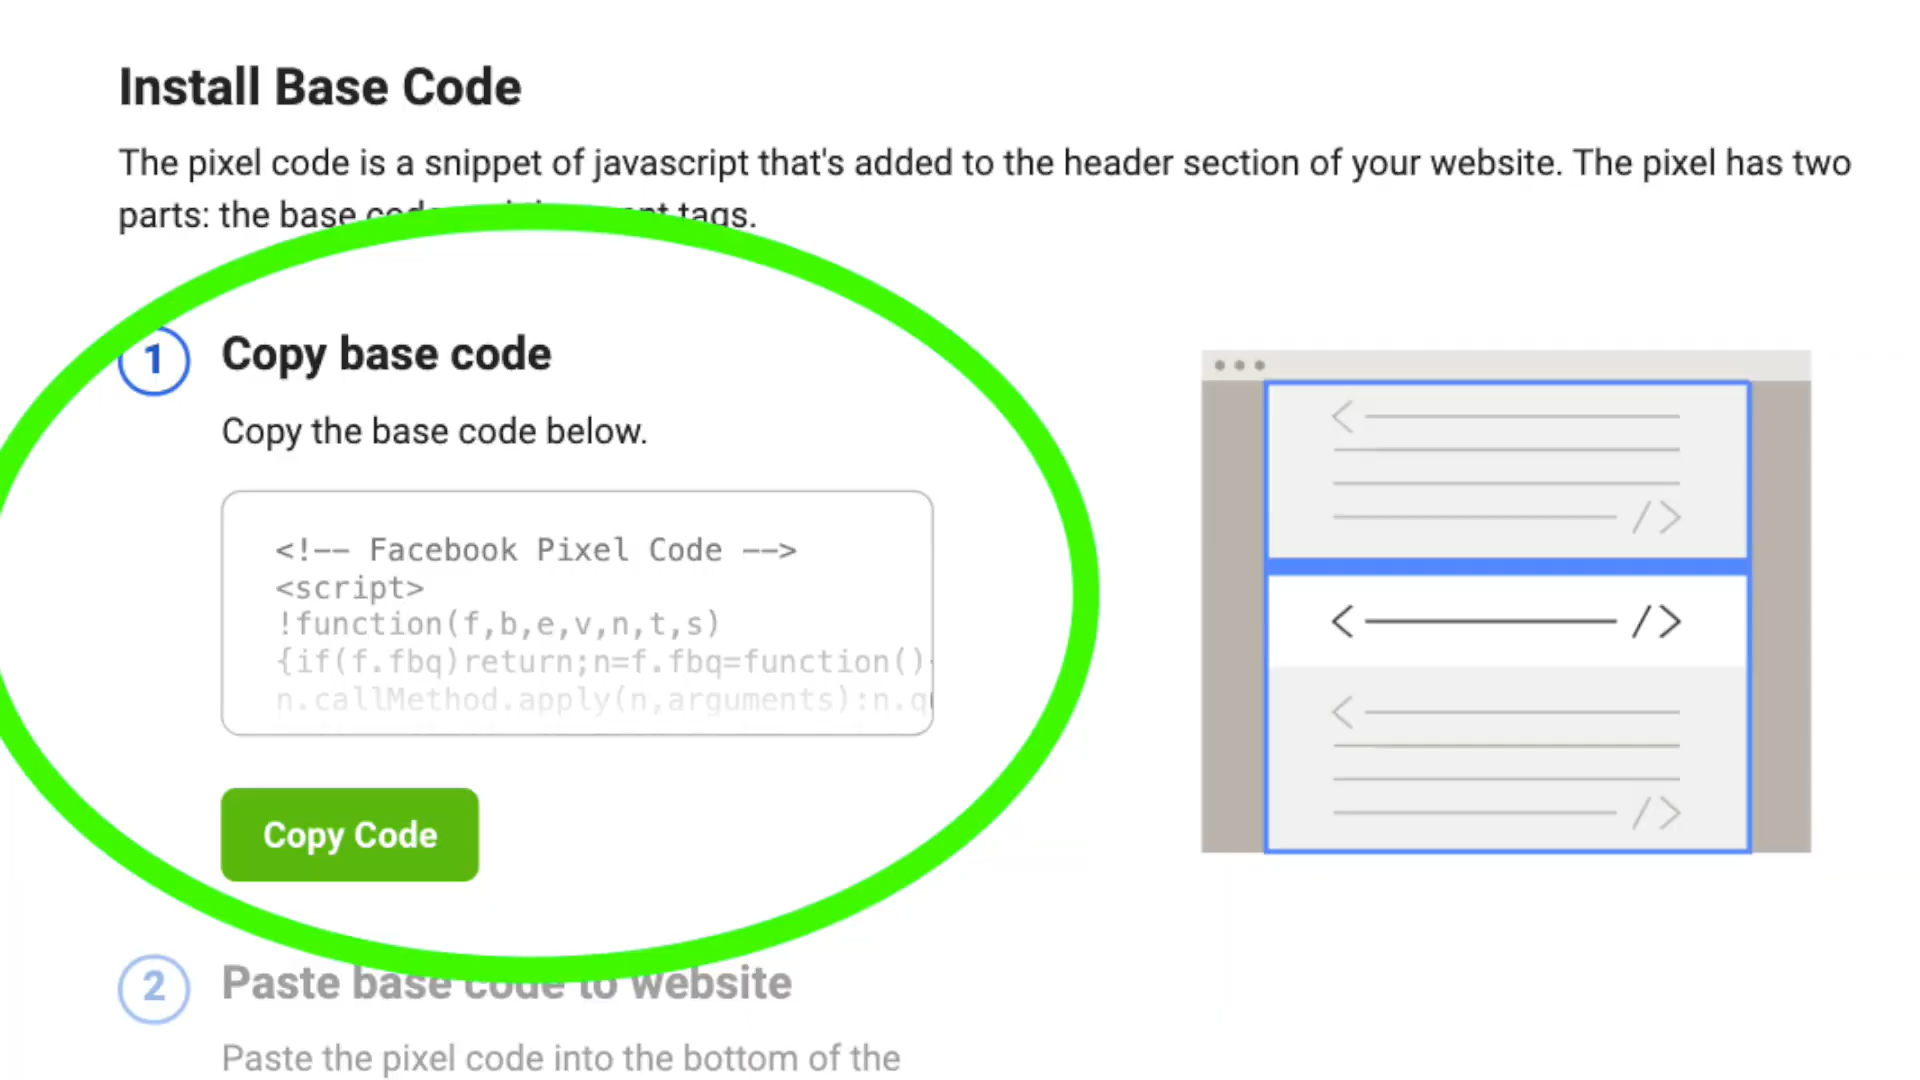 Install Base Code
The pixel code is a snippet of javascript that's added to the header section of your website. The pixel has two
parts: the base code tags.
1 Copy base code
Copy the base code below.
<!-- Facebook Pixel Code -->
<script>
!function(f,b,e,v,n,t,s)
{if(f.fbq)return;n=f.fbq=function()
n.callMethod.apply(n,arguments):n.q
Copy Code
2 Paste base code to website
Paste the pixel code into the bottom of the